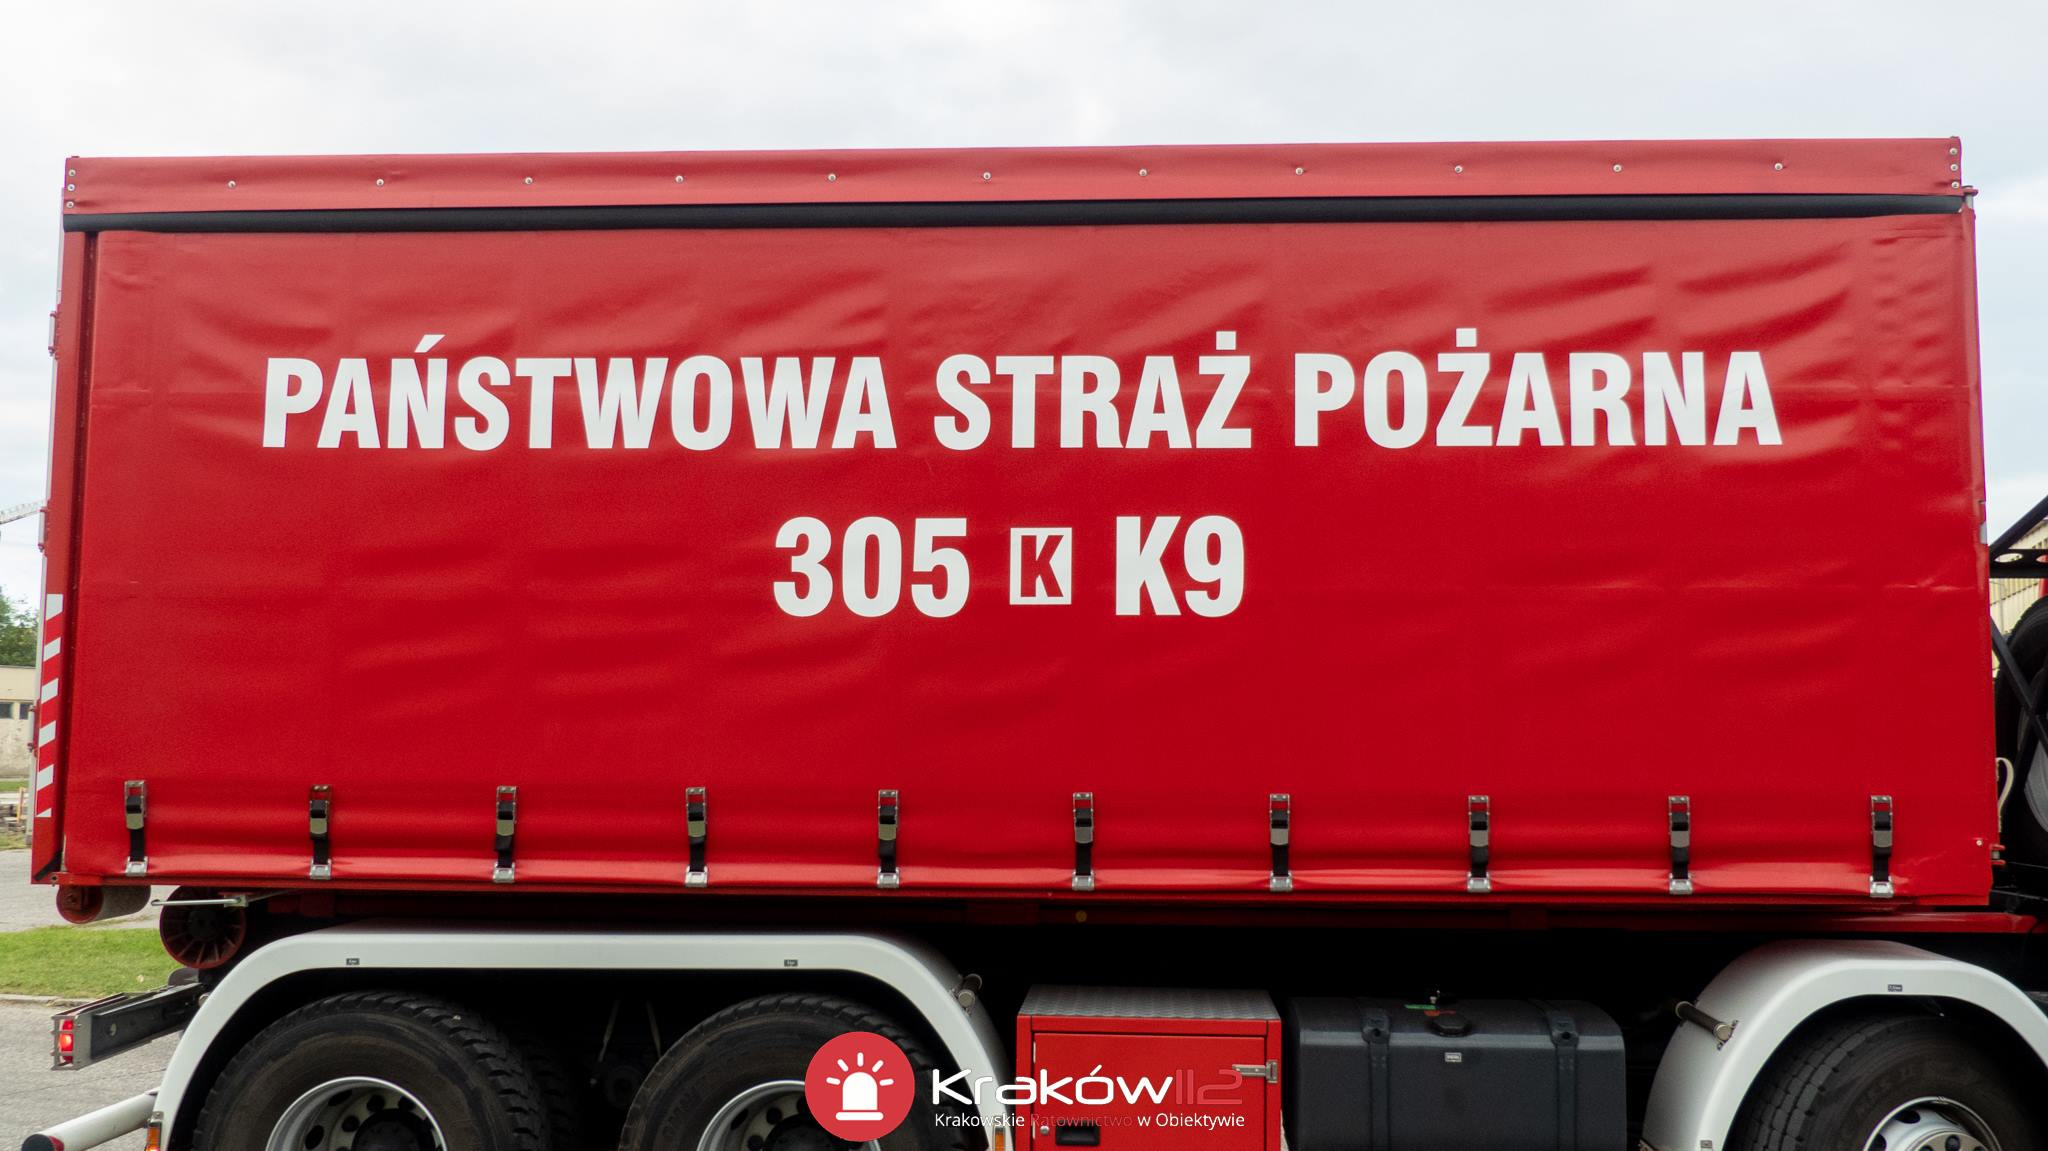 PAŃSTWOWA STRAŻ POŻARNA
305 K K9
Kraków112
Krakowskie Ratownictwo w Obiektywie